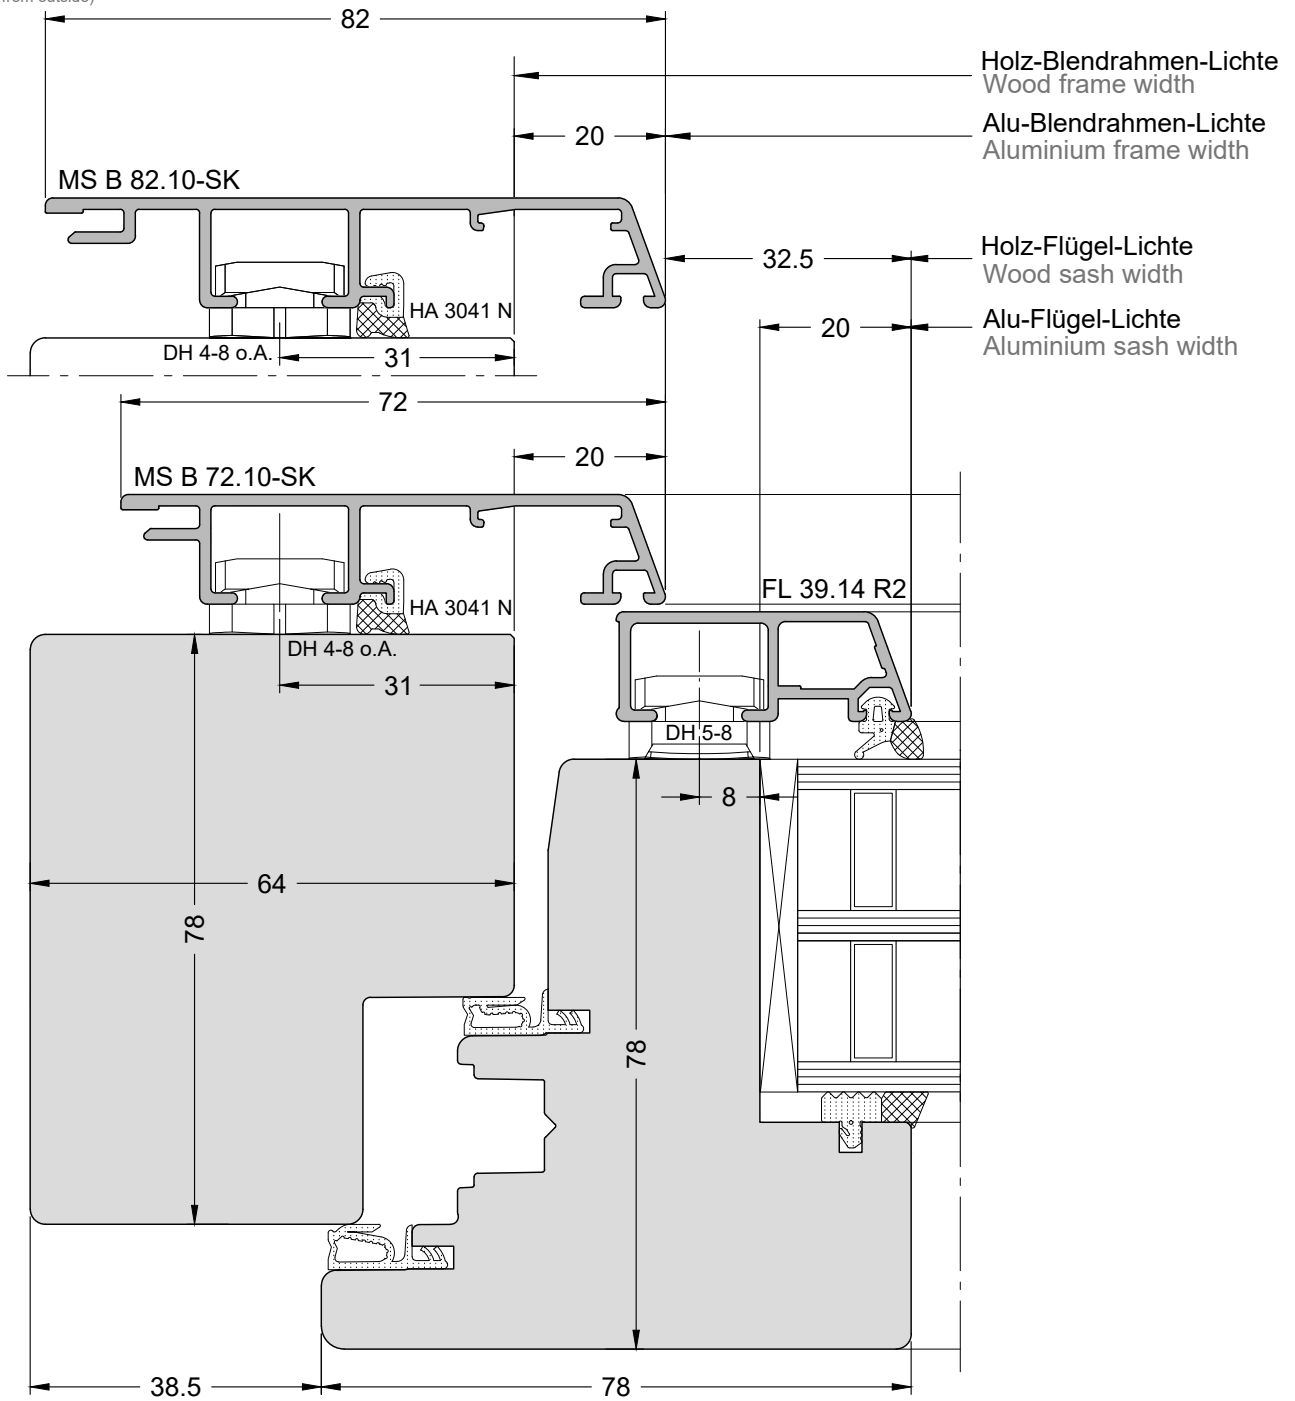 from outside)
82
Holz-Blendrahmen-Lichte
Wood frame width
20
Alu-Blendrahmen-Lichte
Aluminium frame width
MS B 82.10-SK
32.5
Holz-Flügel-Lichte
Wood sash width
HA 3041 N
20
Alu-Flügel-Lichte
Aluminium sash width
DH 4-8 o.A.
31
72
20
MS B 72.10-SK
FL 39.14 R2
HA 3041 N
DH 4-8 o.A.
31
DH 5-8
8
64
78
78
38.5
78